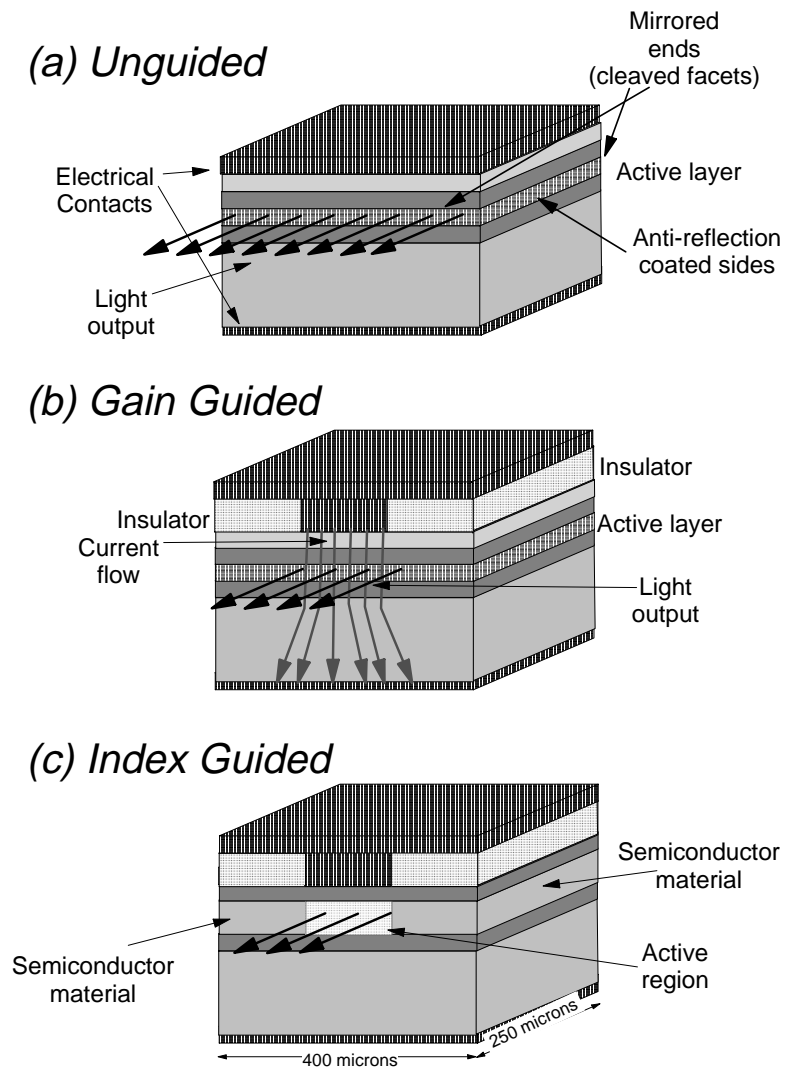 (a) Unguided
Mirrored
ends
(cleaved facets)
Electrical
Contacts
Active layer
Anti-reflection
coated sides
Light
output
(b) Gain Guided
Insulator
Insulator
Active layer
Current
flow
Light
output
(c) Index Guided
Semiconductor
material
Semiconductor
material
Active
region
250 microns
400 microns